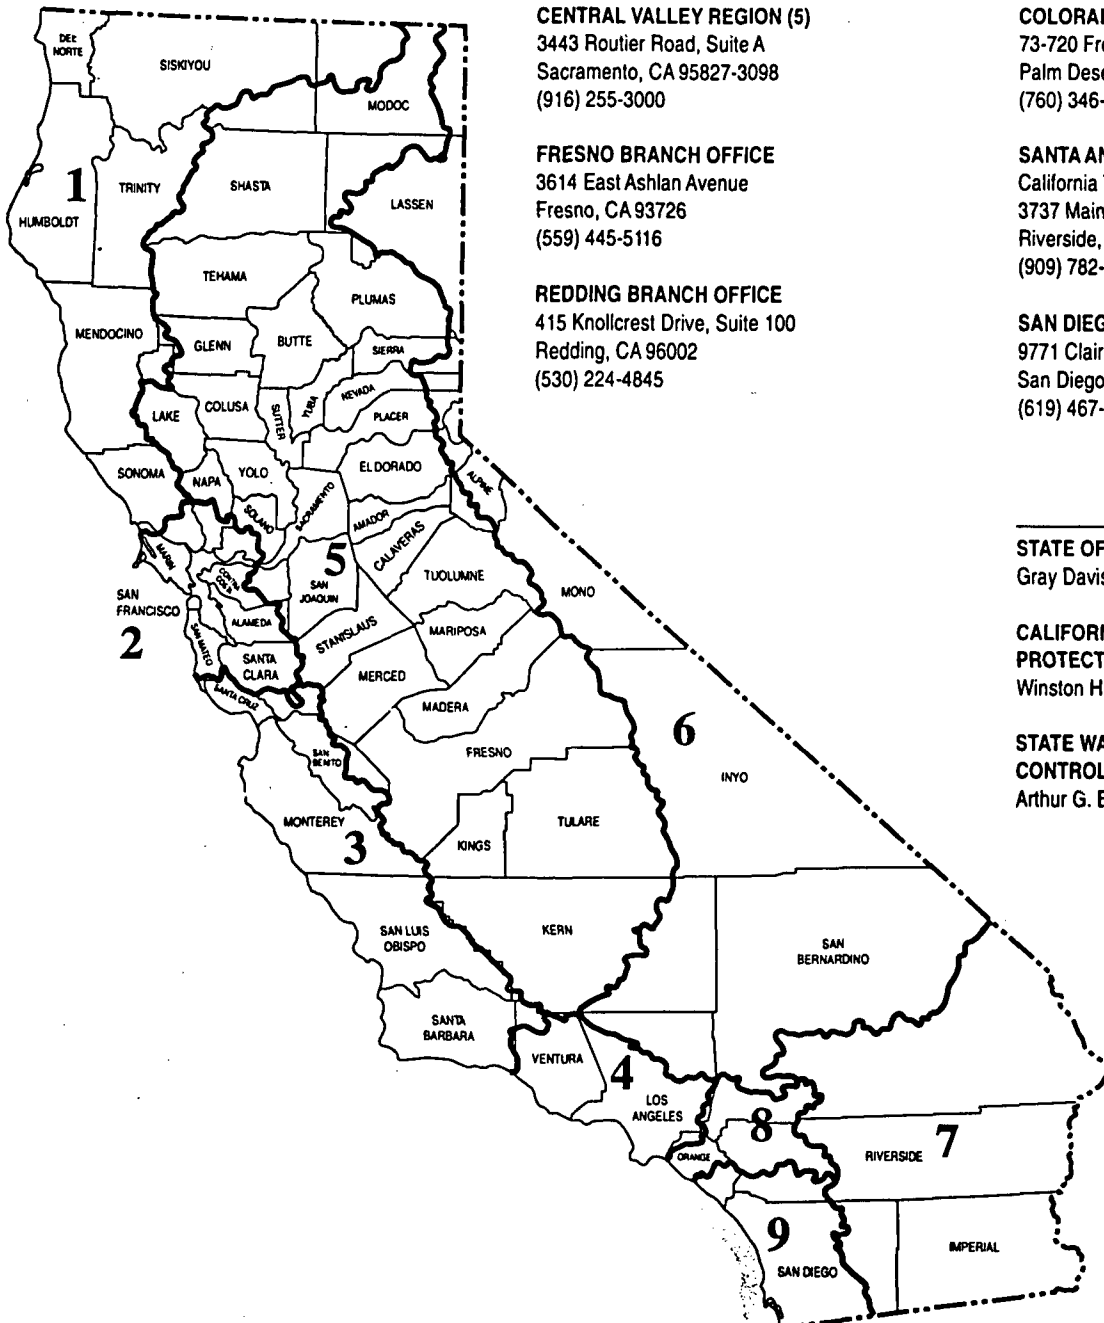 CENTRAL VALLEY REGION (5)
3443 Routier Road, Suite A
Sacramento, CA 95827-3098
(916) 255-3000
FRESNO BRANCH OFFICE
3614 East Ashlan Avenue
Fresno, CA 93726
(559) 445-5116
REDDING BRANCH OFFICE
415 Knollcrest Drive, Suite 100
Redding, CA 96002
(530) 224-4845
COLORA
73-720 Fre
Palm Dese
(760) 346-
SANTA AN
California
3737 Main
Riverside,
(909) 782-
SAN DIEG
9771 Clair
San Diego
(619) 467-
STATE OF
Gray Davis
CALIFORN
PROTECT
Winston H
STATE WA
CONTROL
Arthur G. B
DEL
NORTE
SISKIYOU
MODOC
1
HUMBOLDT
TRINITY
SHASTA
LASSEN
TEHAMA
PLUMAS
MENDOCINO
GLENN
BUTTE
SIERRA
LAKE
COLUSA
SUTTER
YUBA
NEVADA
PLACER
SONOMA
NAPA
YOLO
EL DORADO
ALPINE
SOLANO
SACRAMENTO
AMADOR
CALAVERAS
MARIN
CONTRA
COSTA
5
SAN
JOAQUIN
TUOLUMNE
MONO
SAN
FRANCISCO
2
SAN MATEO
ALAMEDA
SANTA
CLARA
STANISLAUS
MARIPOSA
MERCED
SANTA CRUZ
MADERA
SAN
BENITO
FRESNO
6
INYO
MONTEREY
3
KINGS
TULARE
SAN LUIS
OBISPO
KERN
SAN
BERNARDINO
SANTA
BARBARA
VENTURA
4
LOS
ANGELES
8
ORANGE
RIVERSIDE
7
9
SAN DIEGO
IMPERIAL